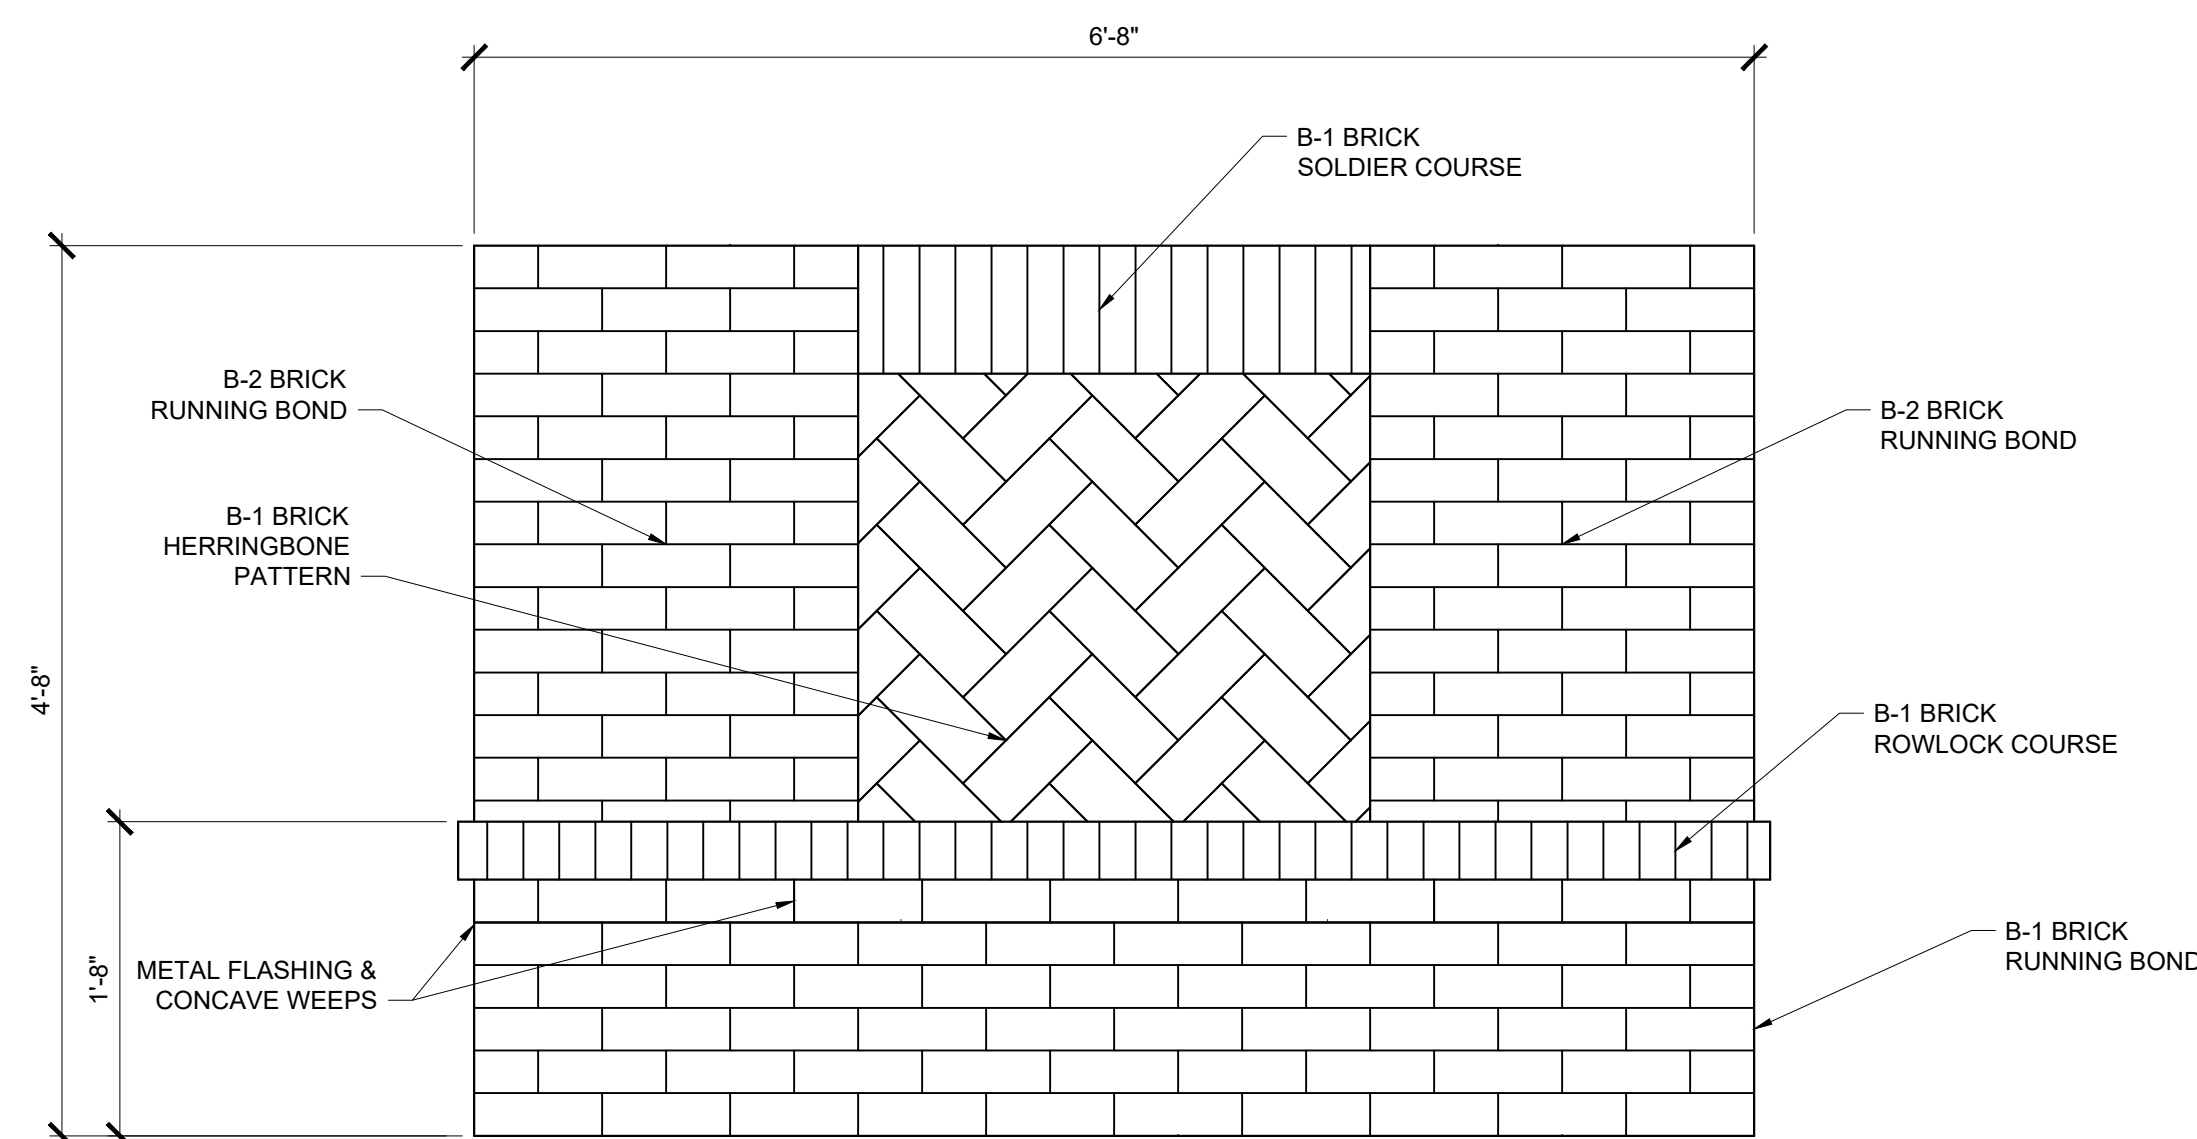 6'-8"
B-1 BRICK
SOLDIER COURSE
B-2 BRICK
RUNNING BOND
B-2 BRICK
RUNNING BOND
B-1 BRICK
HERRINGBONE
PATTERN
4'-8"
B-1 BRICK
ROWLOCK COURSE
B-1 BRICK
RUNNING BOND
METAL FLASHING &
CONCAVE WEEPS
1'-8"